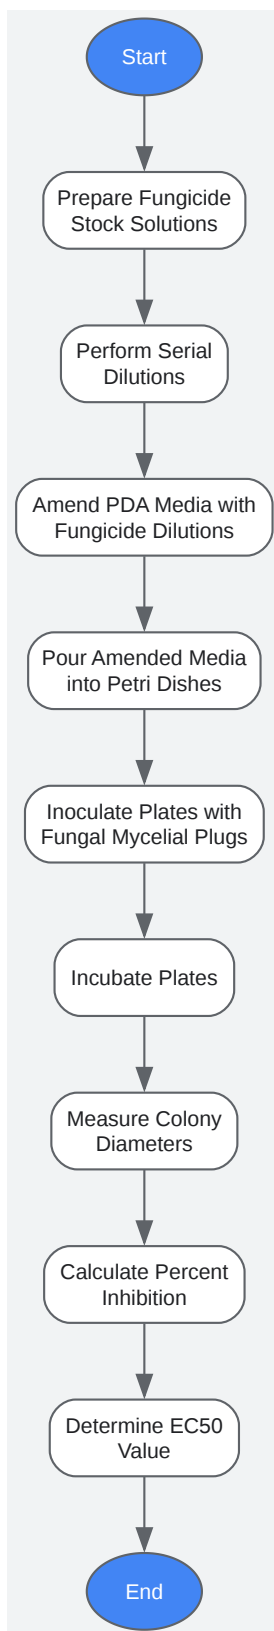 Start
Prepare Fungicide
Stock Solutions
Perform Serial
Dilutions
Amend PDA Media with
Fungicide Dilutions
Pour Amended Media
into Petri Dishes
Inoculate Plates with
Fungal Mycelial Plugs
Incubate Plates
Measure Colony
Diameters
Calculate Percent
Inhibition
Determine EC50
Value
End